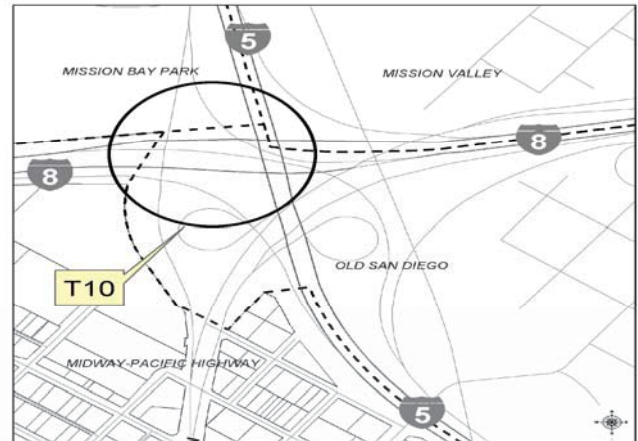 5
MISSION BAY PARK
MISSION VALLEY
8
8
OLD SAN DIEGO
T10
MIDWAY-PACIFIC HIGHWAY
5